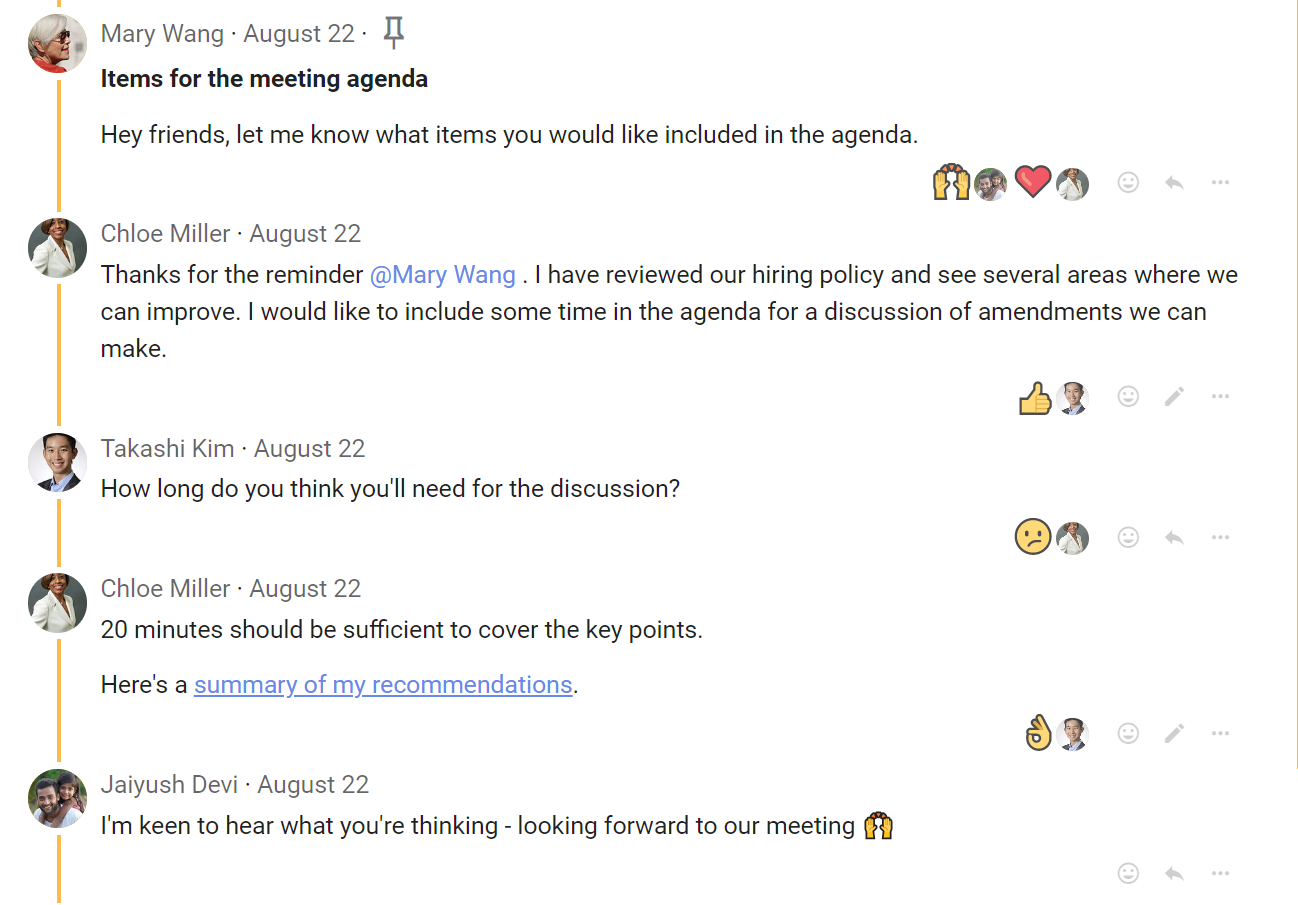 Mary Wang · August 22 ·
Items for the meeting agenda
Hey friends, let me know what items you would like included in the agenda.
Chloe Miller · August 22
Thanks for the reminder @Mary Wang . I have reviewed our hiring policy and see several areas where we
can improve. I would like to include some time in the agenda for a discussion of amendments we can
make.
Takashi Kim · August 22
How long do you think you'll need for the discussion?
Chloe Miller · August 22
20 minutes should be sufficient to cover the key points.
Here's a summary of my recommendations.
Jaiyush Devi · August 22
I'm keen to hear what you're thinking - looking forward to our meeting 🙌